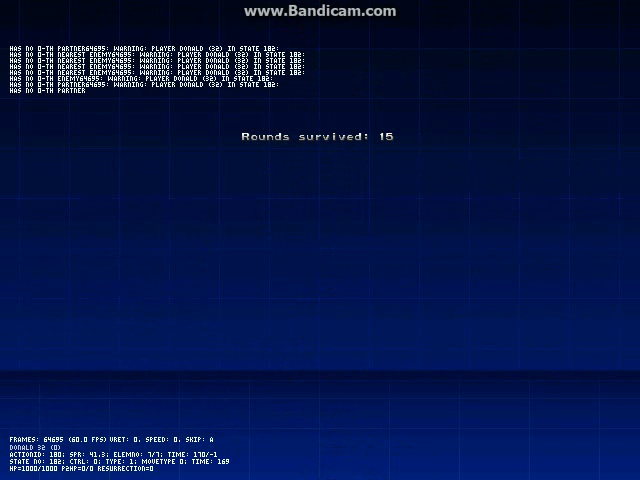 www.Bandicam.com
HAS NO 0-TH PARTNER64695: WARNING: PLAYER DONALD (32) IN STATE 182:
HAS NO 0-TH NEAREST ENEMY64695: WARNING: PLAYER DONALD (32) IN STATE 182:
HAS NO 0-TH NEAREST ENEMY64695: WARNING: PLAYER DONALD (32) IN STATE 182:
HAS NO 0-TH NEAREST ENEMY64695: WARNING: PLAYER DONALD (32) IN STATE 182:
HAS NO 0-TH NEAREST ENEMY64695: WARNING: PLAYER DONALD (32) IN STATE 182:
HAS NO 0-TH ENEMY64695: WARNING: PLAYER DONALD (32) IN STATE 182:
HAS NO 0-TH PARTNER64695: WARNING: PLAYER DONALD (32) IN STATE 182:
HAS NO 0-TH PARTNER
Rounds survived: 15
FRAMES: 64695 (60.0 FPS) VRET: 0. SPEED: 0. SKIP: A
DONALD 32 (0)
ACTIONID: 180; SPR: 41,3; ELEMNO: 7/7; TIME: 170/-1
STATE NO: 182; CTRL: 0; TYPE: 1; MOVETYPE 0; TIME: 169
HP=1000/1000 P2HP=0/0 RESURRECTION=0